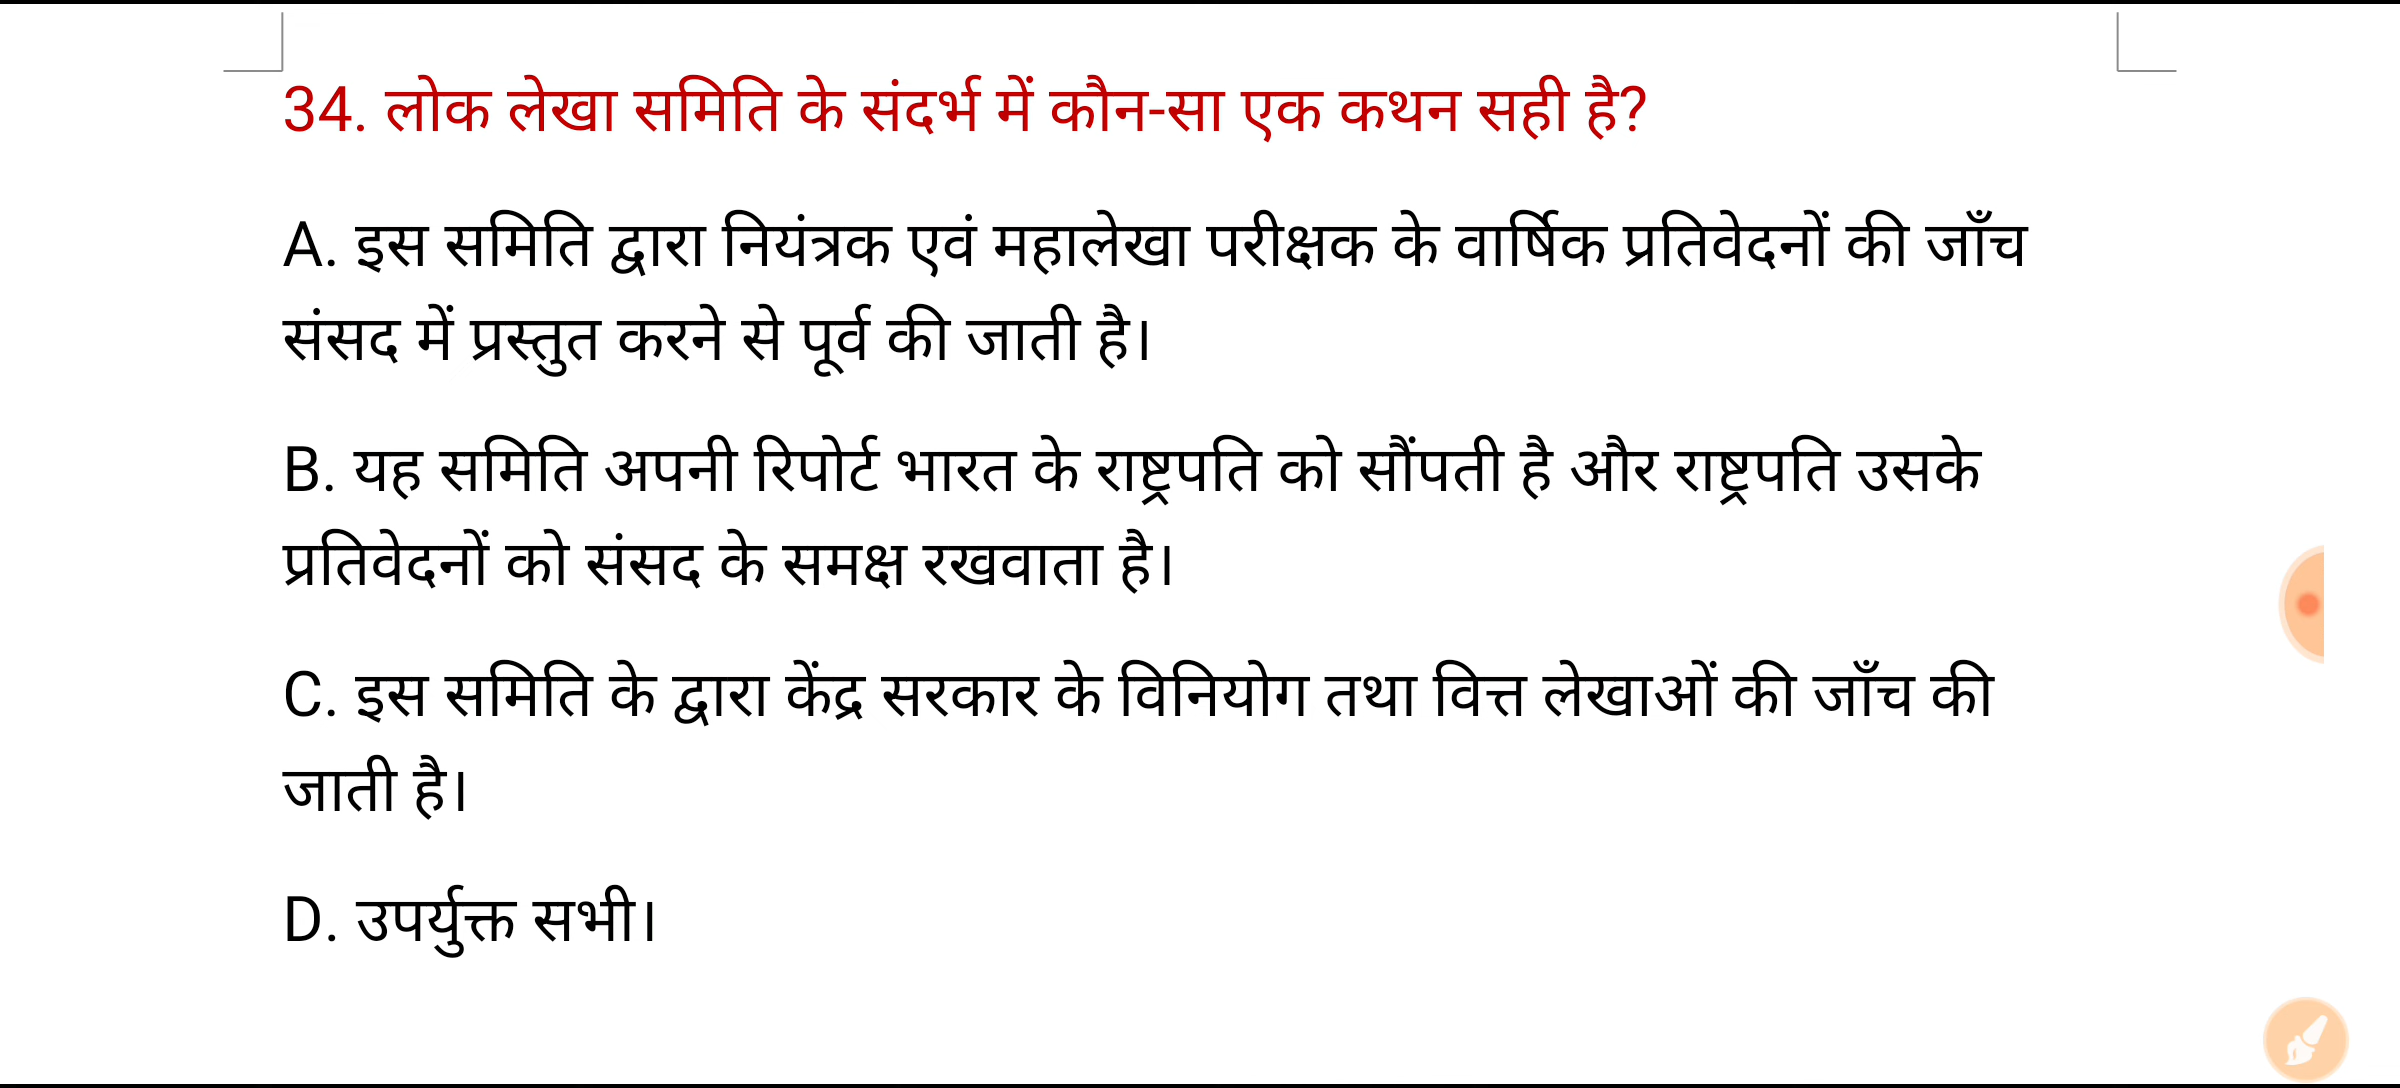 34. लोक लेखा समिति के संदर्भ में कौन-सा एक कथन सही है?
A. इस समिति द्वारा नियंत्रक एवं महालेखा परीक्षक के वार्षिक प्रतिवेदनों की जाँच
संसद में प्रस्तुत करने से पूर्व की जाती है।
B. यह समिति अपनी रिपोर्ट भारत के राष्ट्रपति को सौंपती है और राष्ट्रपति उसके
प्रतिवेदनों को संसद के समक्ष रखवाता है।
C. इस समिति के द्वारा केंद्र सरकार के विनियोग तथा वित्त लेखाओं की जाँच की
जाती है।
D. उपर्युक्त सभी।